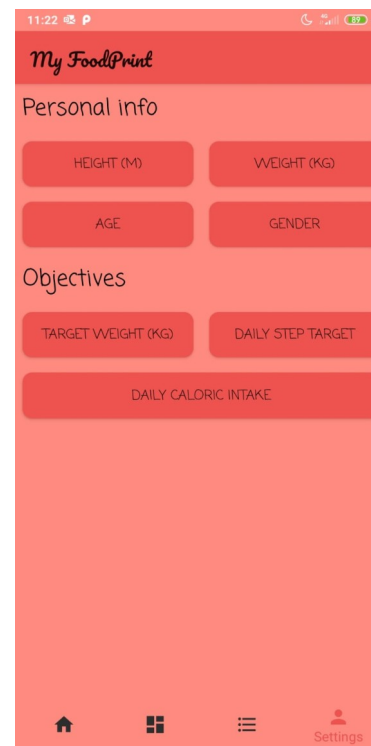 11:22 4G 89
My FoodPrint
Personal info
HEIGHT (M) WEIGHT (KG)
AGE GENDER
Objectives
TARGET WEIGHT (KG) DAILY STEP TARGET
DAILY CALORIC INTAKE
Settings